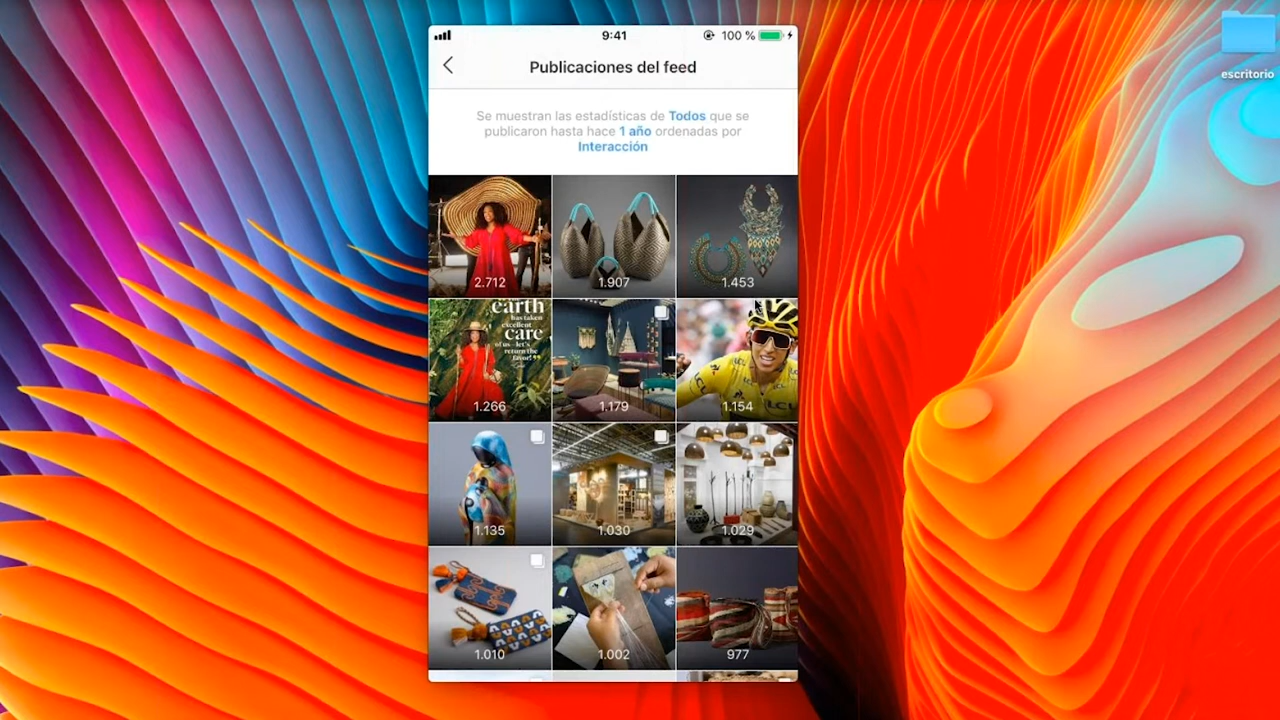 9:41
100 %
escritorio
Publicaciones del feed
Se muestran las estadísticas de Todos que se
publicaron hasta hace 1 año ordenadas por
Interacción
2.712
1.907
1.453
earth
has taken
excellent
care
of us—let's
return the
favor!”
1.266
1.179
LCL
LCL
1.154
1.135
1.030
1.029
1.010
1.002
977